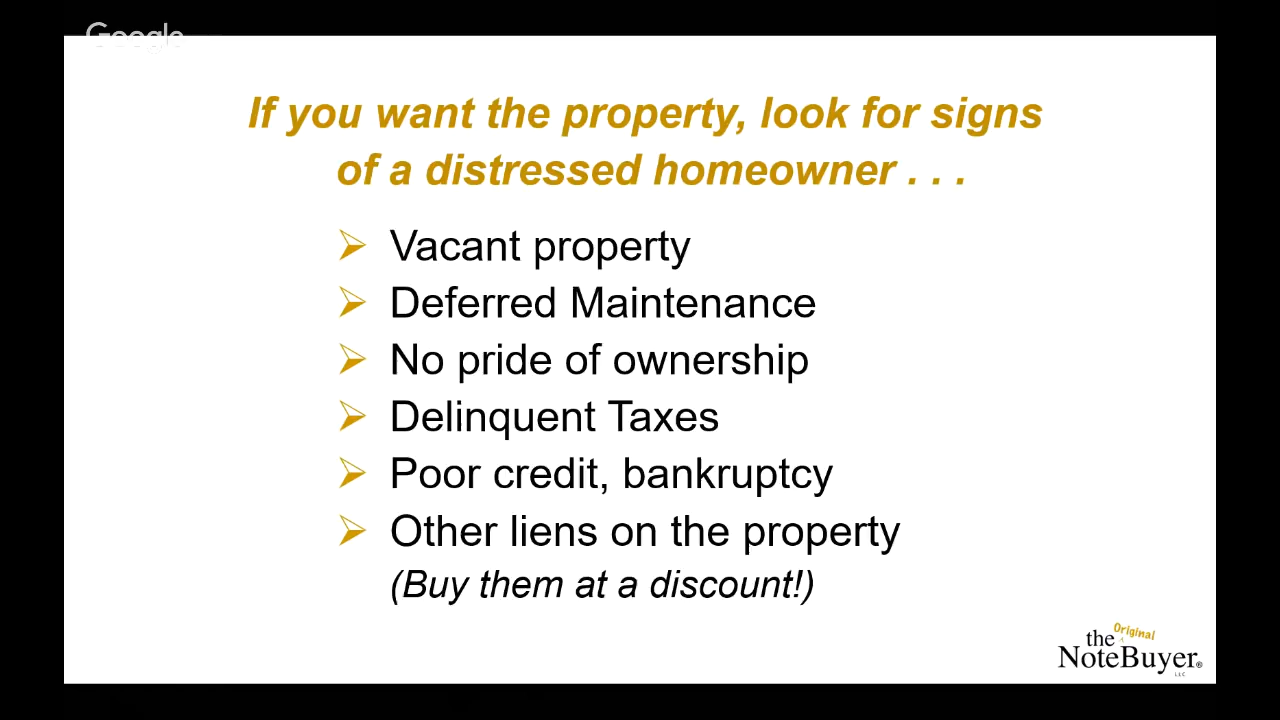 Google
If you want the property, look for signs
of a distressed homeowner . . .
Vacant property
Deferred Maintenance
No pride of ownership
Delinquent Taxes
Poor credit, bankruptcy
Other liens on the property
(Buy them at a discount!)
Original
the
NoteBuyer®
LLC